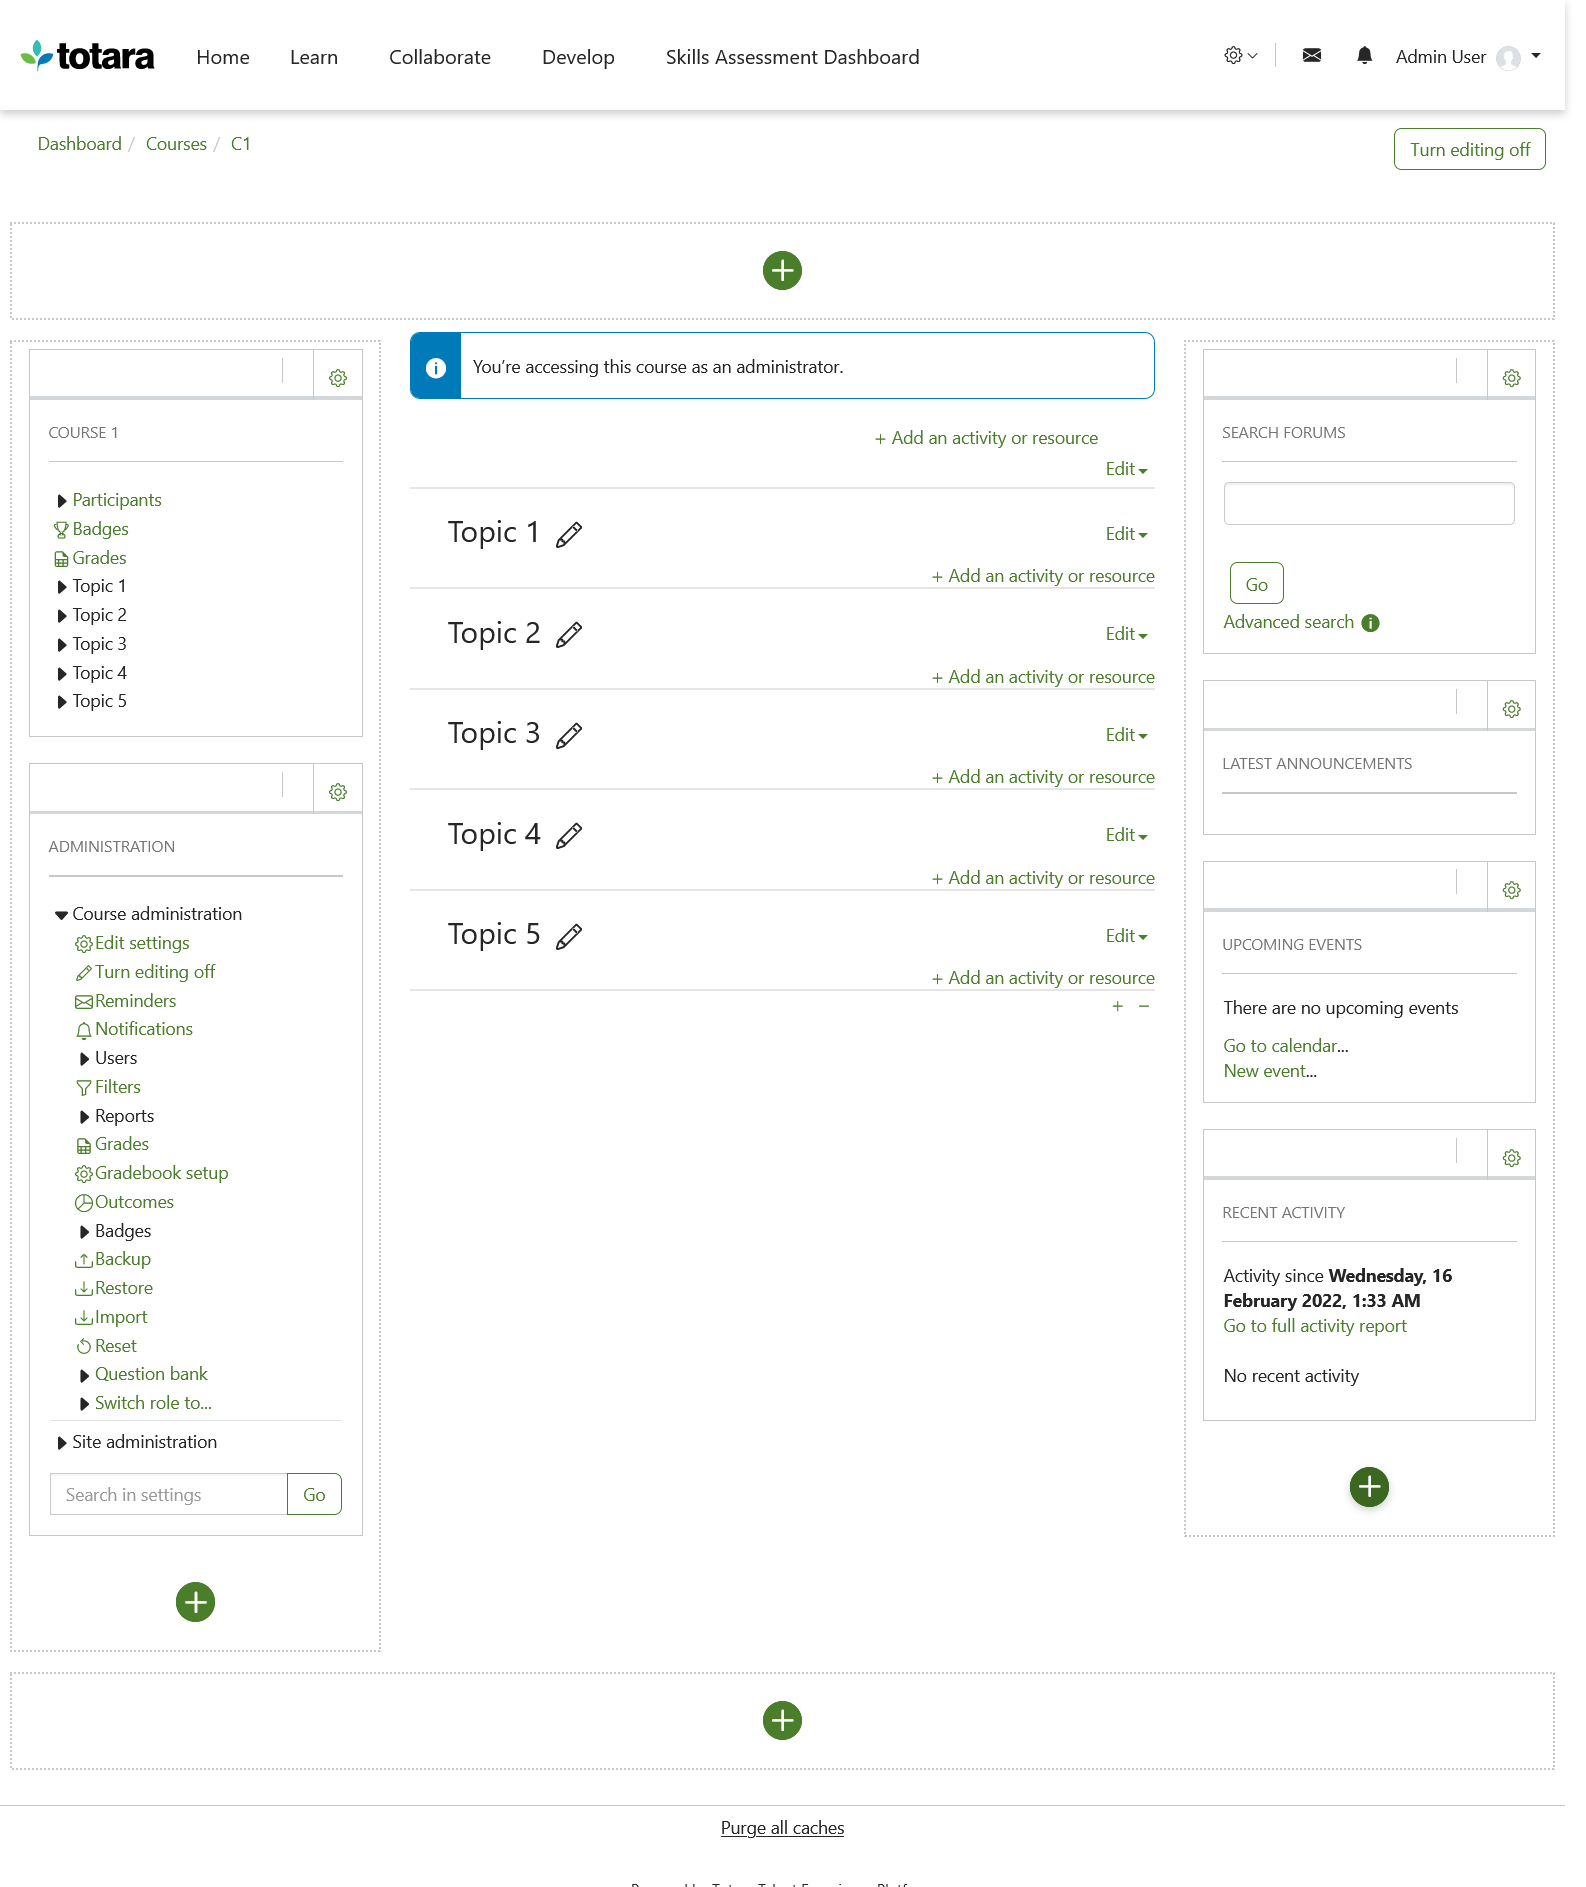 totara
Home Learn Collaborate Develop Skills Assessment Dashboard Admin User
Dashboard / Courses / C1
Turn editing off
You're accessing this course as an administrator.
+ Add an activity or resource
Edit
Topic 1 Edit
+ Add an activity or resource
Topic 2 Edit
+ Add an activity or resource
Topic 3 Edit
+ Add an activity or resource
Topic 4 Edit
+ Add an activity or resource
Topic 5 Edit
+ Add an activity or resource
+ −
COURSE 1
Participants
Badges
Grades
Topic 1
Topic 2
Topic 3
Topic 4
Topic 5
ADMINISTRATION
Course administration
Edit settings
Turn editing off
Reminders
Notifications
Users
Filters
Reports
Grades
Gradebook setup
Outcomes
Badges
Backup
Restore
Import
Reset
Question bank
Switch role to...
Site administration
Search in settings Go
SEARCH FORUMS
Go
Advanced search
LATEST ANNOUNCEMENTS
UPCOMING EVENTS
There are no upcoming events
Go to calendar...
New event...
RECENT ACTIVITY
Activity since Wednesday, 16
February 2022, 1:33 AM
Go to full activity report
No recent activity
Purge all caches